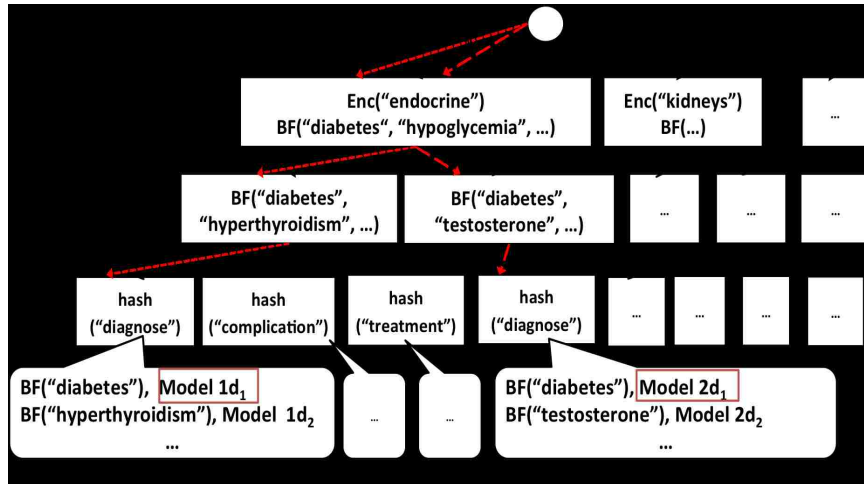 Enc("endocrine")
BF("diabetes", "hypoglycemia", ...)
Enc("kidneys")
BF(...)
...
BF("diabetes",
"hyperthyroidism", ...)
BF("diabetes",
"testosterone", ...)
...
...
...
hash
("diagnose")
hash
("complication")
hash
("treatment")
hash
("diagnose")
...
...
...
...
BF("diabetes"), Model 1d₁
BF("hyperthyroidism"), Model 1d₂
...
...
...
BF("diabetes"), Model 2d₁
BF("testosterone"), Model 2d₂
...